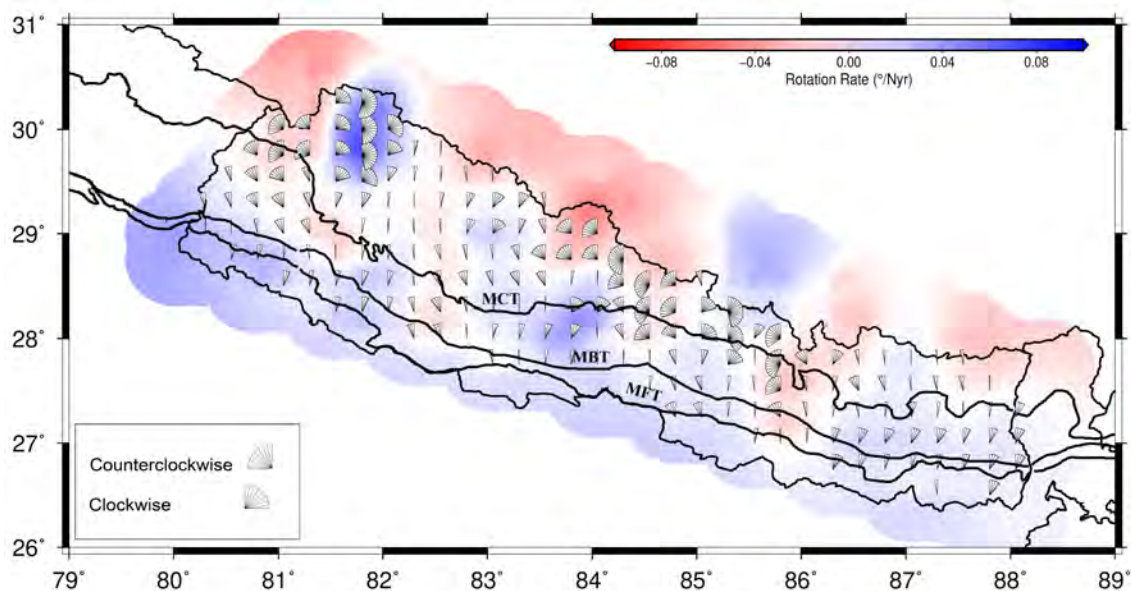 31˚
30˚
29˚
28˚
27˚
26˚
79˚ 80˚ 81˚ 82˚ 83˚ 84˚ 85˚ 86˚ 87˚ 88˚ 89˚
−0.08 −0.04 0.00 0.04 0.08
Rotation Rate (°/Nyr)
MCT
MBT
MFT
Counterclockwise
Clockwise